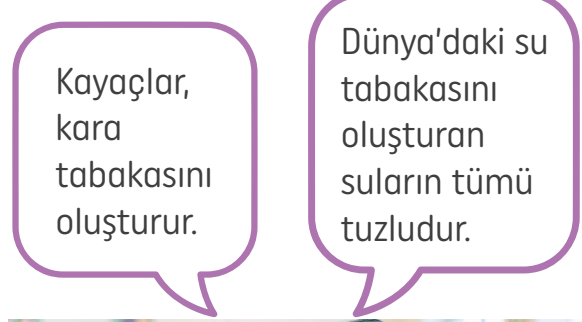 Kayaçlar,
kara
tabakasını
oluşturur.
Dünya'daki su
tabakasını
oluşturan
suların tümü
tuzludur.